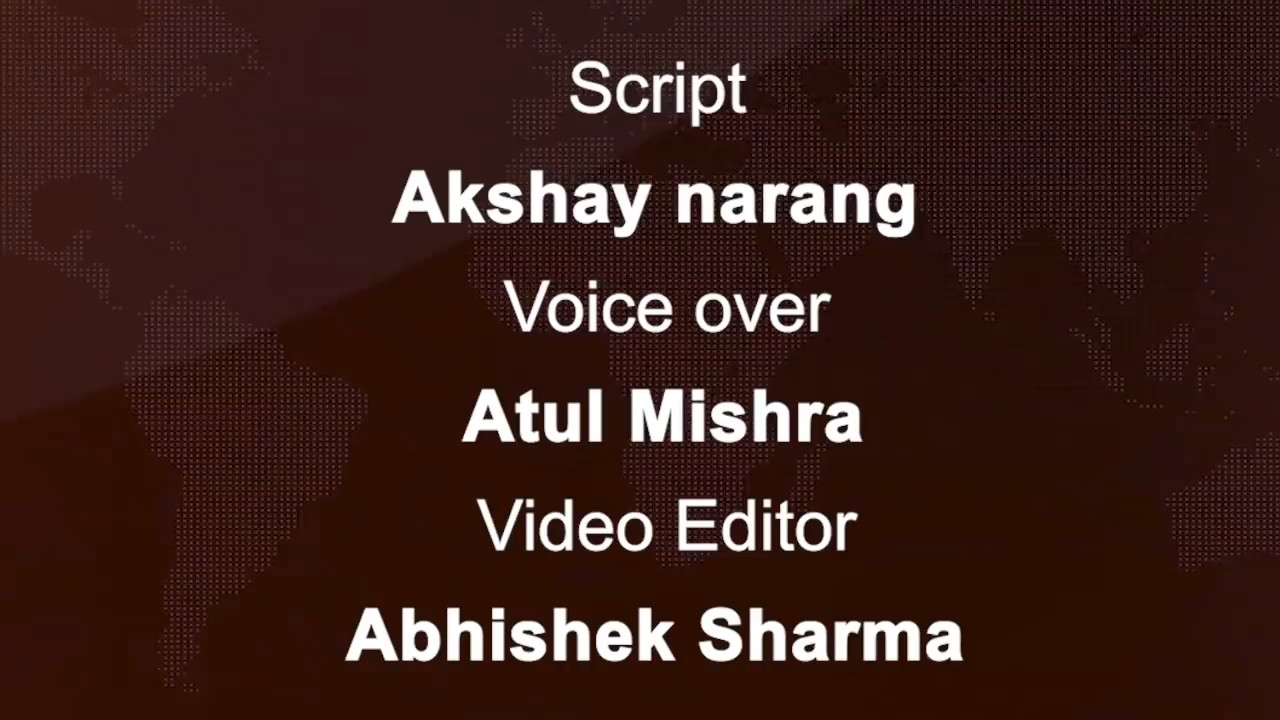 Script
Akshay narang
Voice over
Atul Mishra
Video Editor
Abhishek Sharma